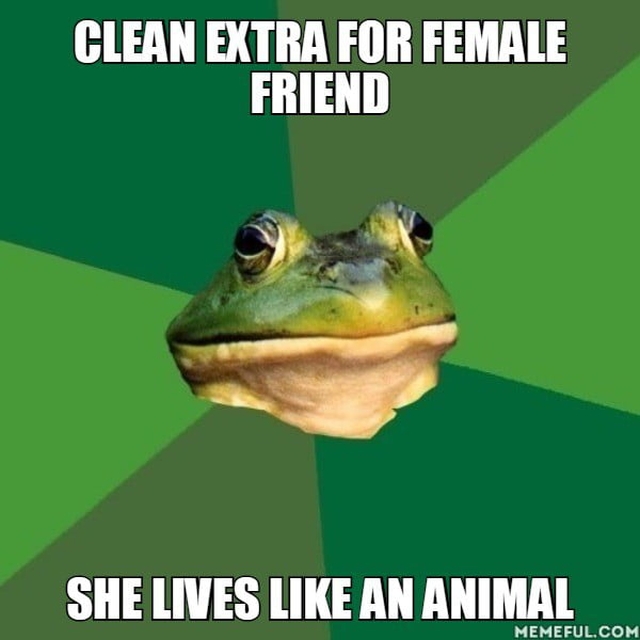 CLEAN EXTRA FOR FEMALE
FRIEND
SHE LIVES LIKE AN ANIMAL
MEMEFUL.COM